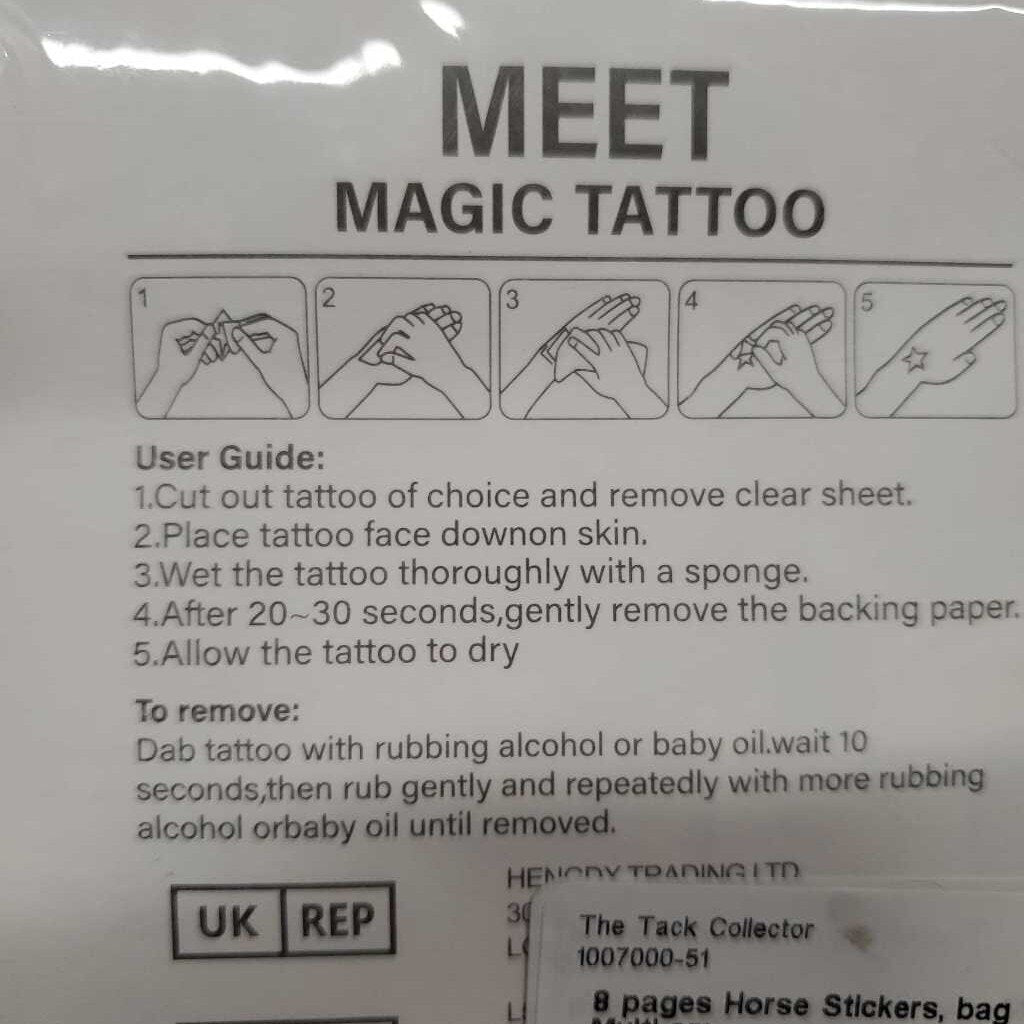 MEET
MAGIC TATTOO
1 2 3 4 5
User Guide:
1.Cut out tattoo of choice and remove clear sheet.
2.Place tattoo face downon skin.
3.Wet the tattoo thoroughly with a sponge.
4.After 20~30 seconds,gently remove the backing paper.
5.Allow the tattoo to dry
To remove:
Dab tattoo with rubbing alcohol or baby oil.wait 10
seconds,then rub gently and repeatedly with more rubbing
alcohol orbaby oil until removed.
UK REP
TRADING LTD
The Tack Collector
1007000-51
8 pages Horse Stickers, bag